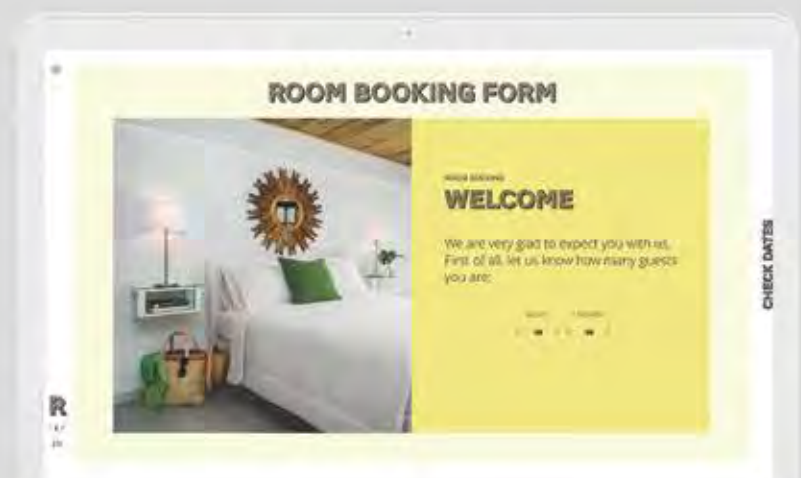 ROOM BOOKING FORM
ROOM BOOKING
WELCOME
We are very glad to expect you with us.
First of all, let us know how many guests
you are:
CHECK DATES
R